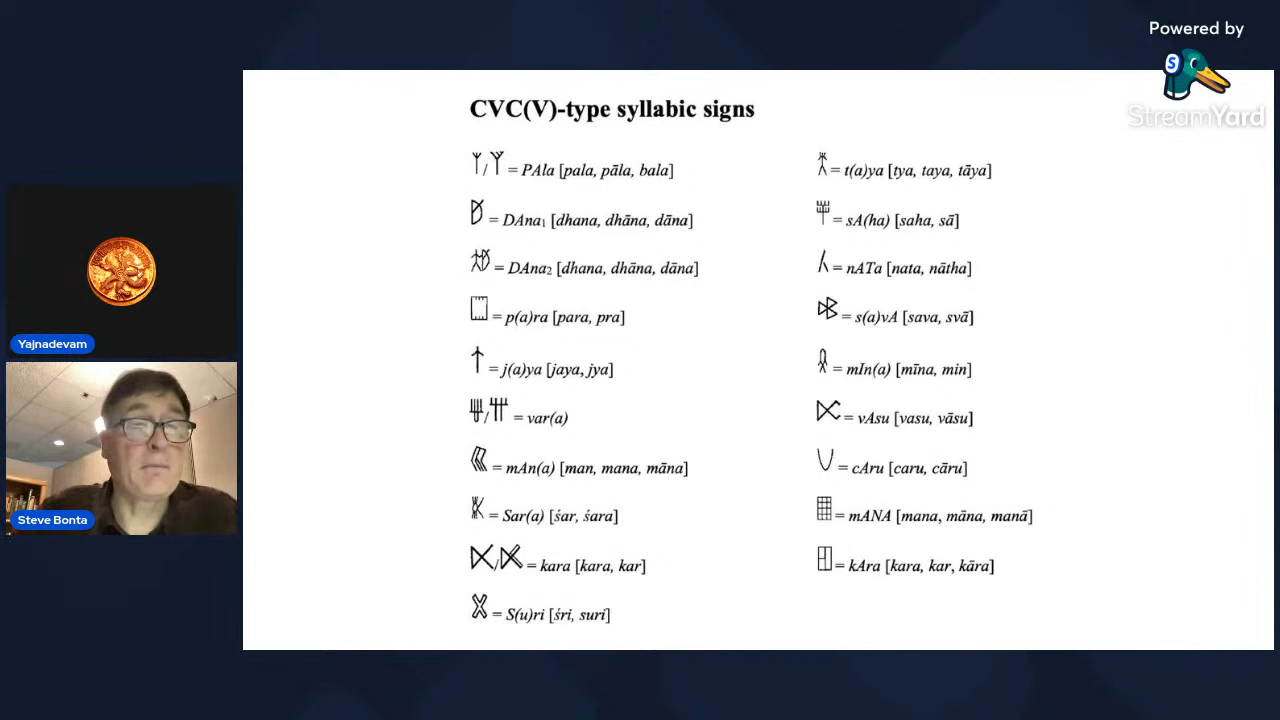 Powered by
StreamYard
CVC(V)-type syllabic signs
/ = PAla [pala, pāla, bala]
= DAna₁ [dhana, dhāna, dāna]
= DAna₂ [dhana, dhāna, dāna]
= p(a)ra [para, pra]
= j(a)ya [jaya, jya]
/ = var(a)
= mAn(a) [man, mana, māna]
= Sar(a) [śar, śara]
/ = kara [kara, kar]
= S(u)ri [śri, suri]
= t(a)ya [tya, taya, tāya]
= sA(ha) [saha, sā]
= nATa [nata, nātha]
= s(a)vA [sava, svā]
= mIn(a) [mīna, min]
= vAsu [vasu, vāsu]
= cAru [caru, cāru]
= mANA [mana, māna, manā]
= kAra [kara, kar, kāra]
Yajnadevam
Steve Bonta